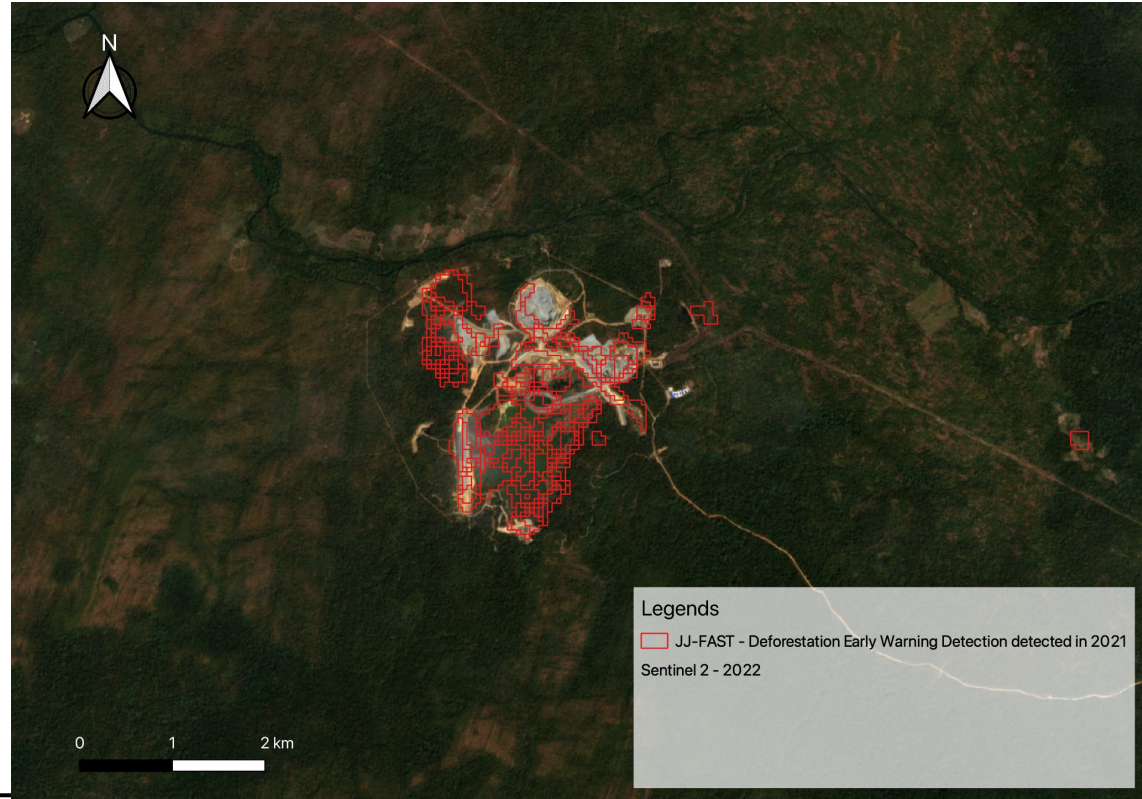 N
Legends
JJ-FAST - Deforestation Early Warning Detection detected in 2021
Sentinel 2 - 2022
0 1 2 km